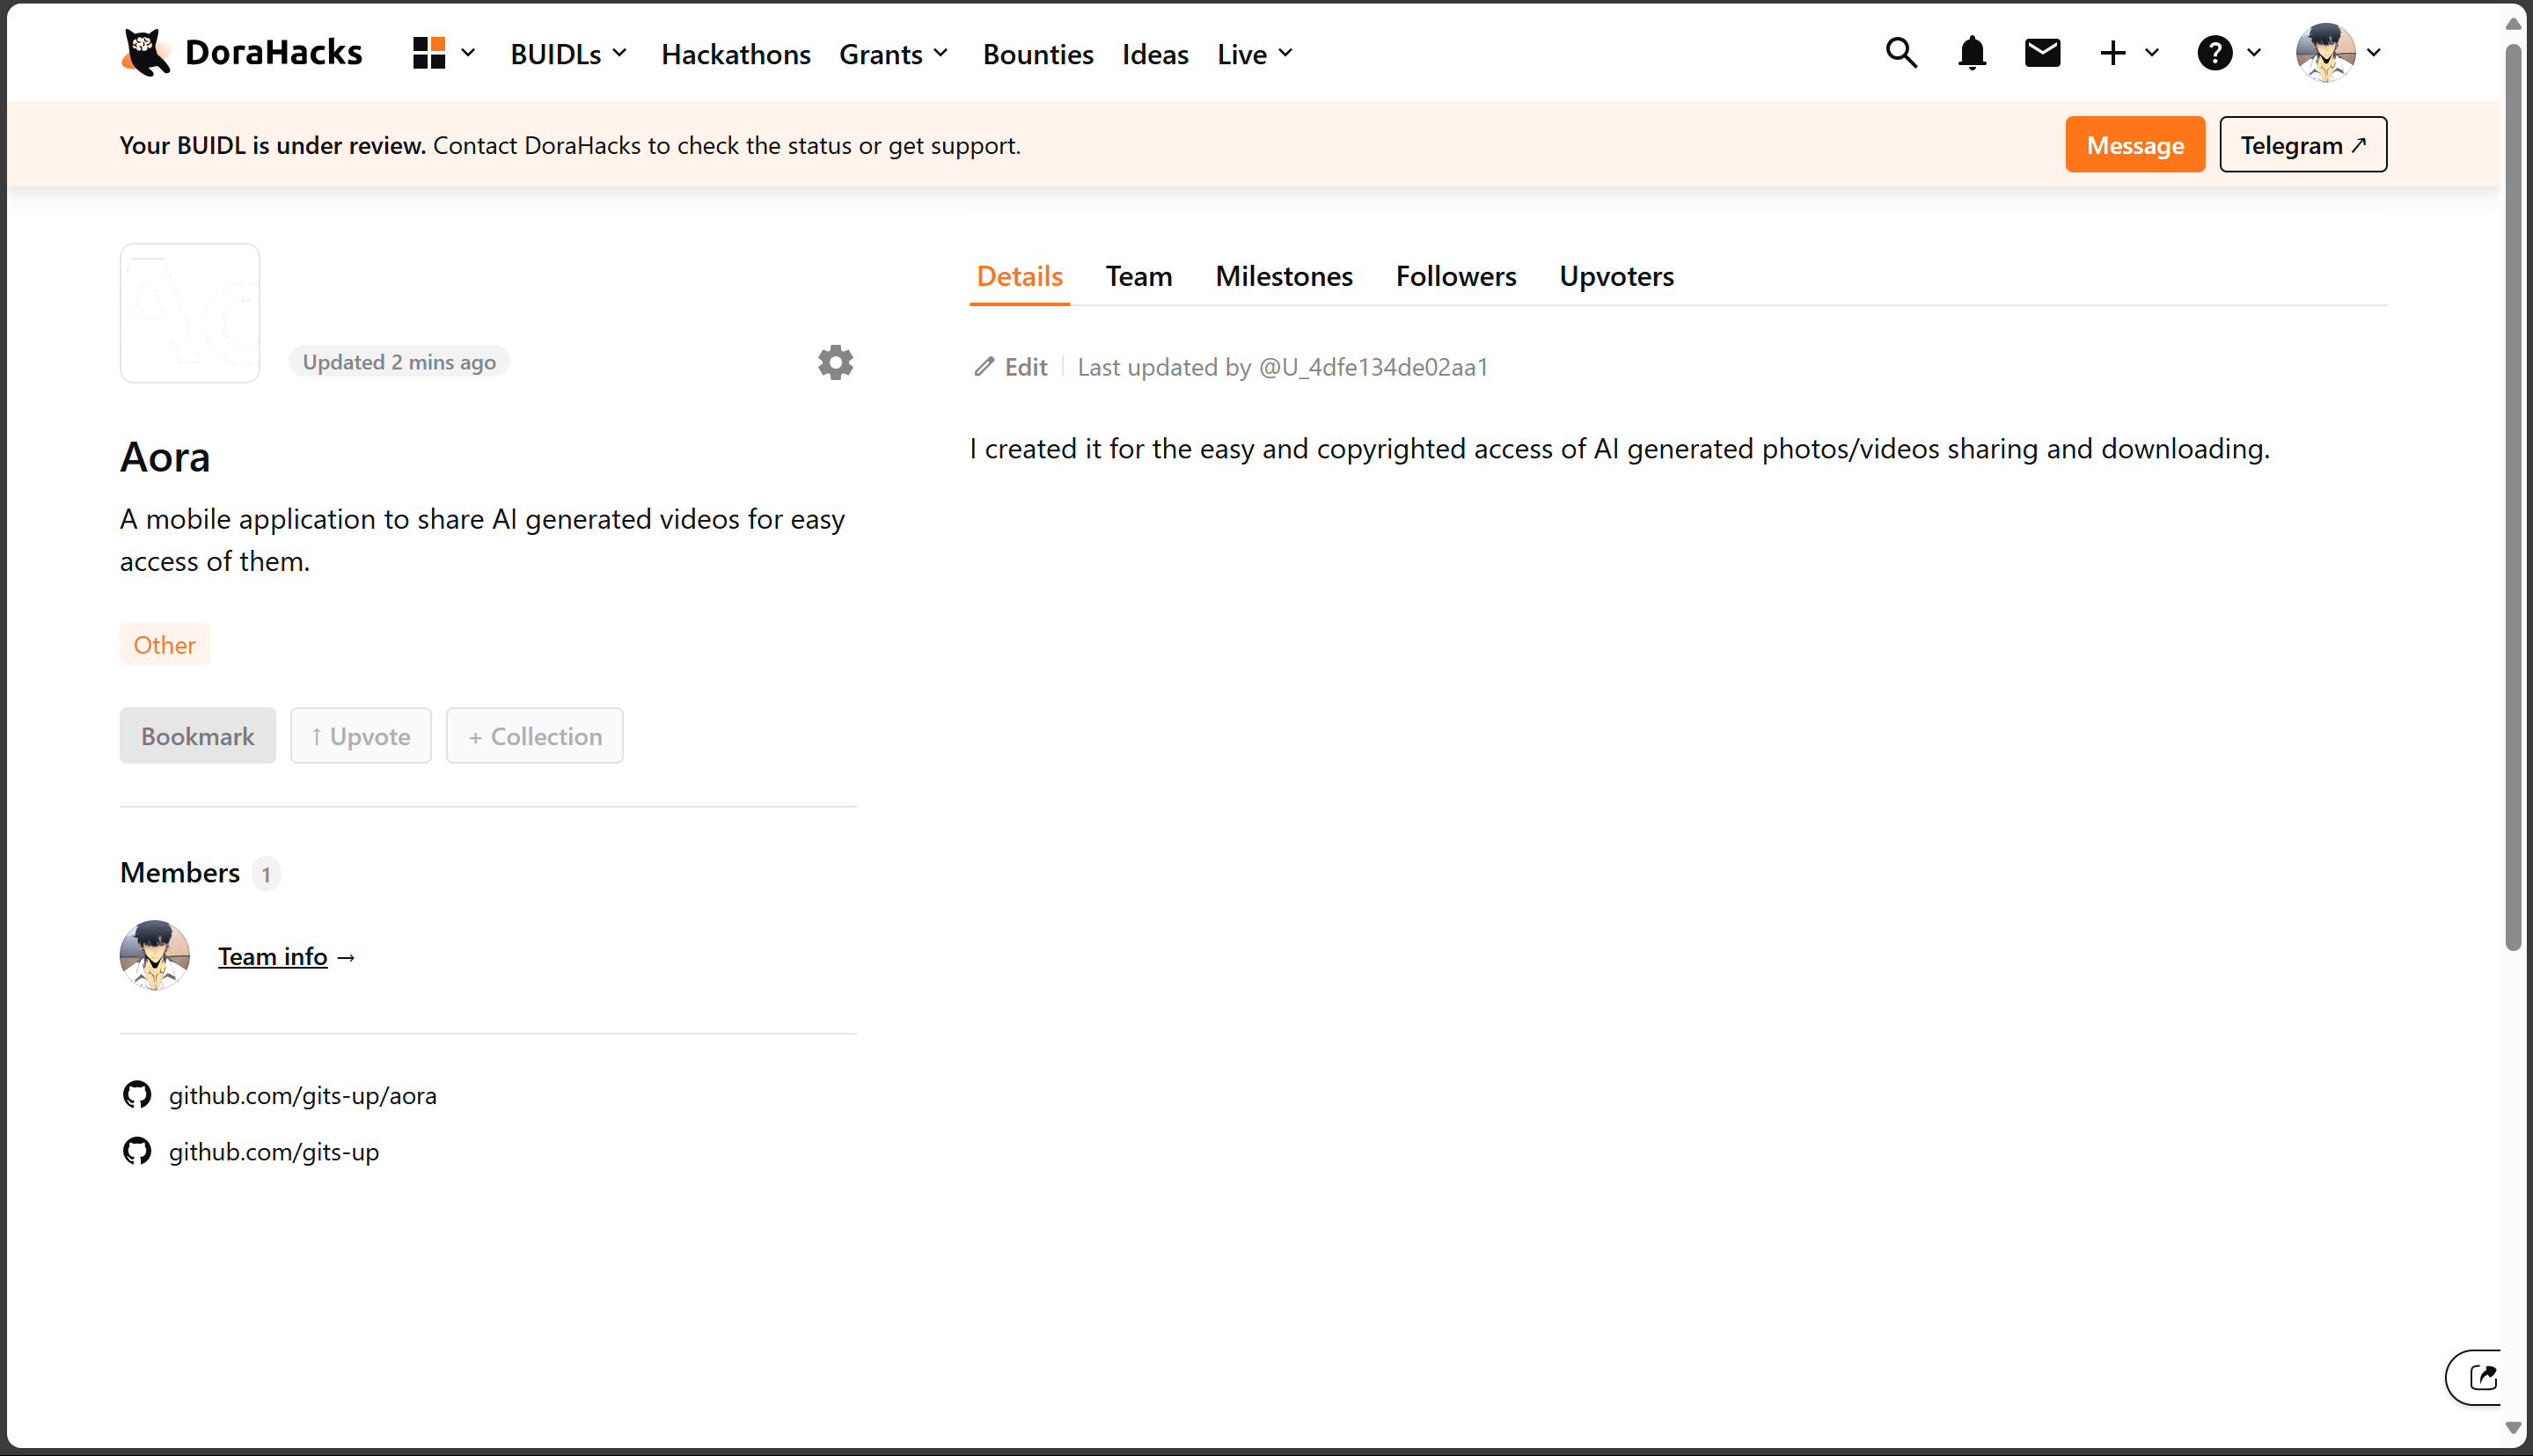 DoraHacks
BUIDLs
Hackathons
Grants
Bounties
Ideas
Live
Your BUIDL is under review. Contact DoraHacks to check the status or get support.
Message
Telegram ↗
Updated 2 mins ago
Aora
A mobile application to share AI generated videos for easy
access of them.
Other
Bookmark
↑ Upvote
+ Collection
Members 1
Team info →
github.com/gits-up/aora
github.com/gits-up
Details
Team
Milestones
Followers
Upvoters
Edit
Last updated by @U_4dfe134de02aa1
I created it for the easy and copyrighted access of AI generated photos/videos sharing and downloading.